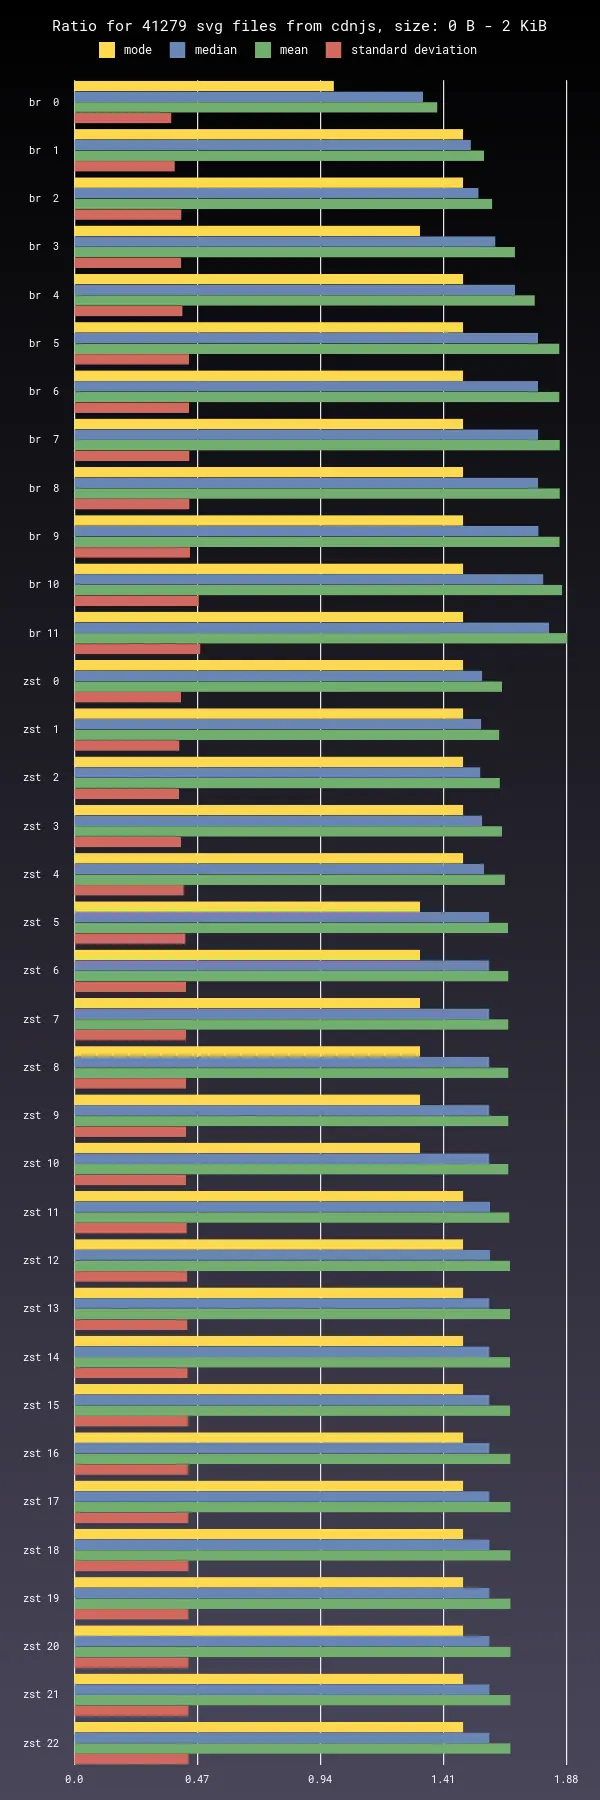 Ratio for 41279 svg files from cdnjs, size: 0 B - 2 KiB
mode median mean standard deviation
br 0
br 1
br 2
br 3
br 4
br 5
br 6
br 7
br 8
br 9
br 10
br 11
zst 0
zst 1
zst 2
zst 3
zst 4
zst 5
zst 6
zst 7
zst 8
zst 9
zst 10
zst 11
zst 12
zst 13
zst 14
zst 15
zst 16
zst 17
zst 18
zst 19
zst 20
zst 21
zst 22
0.0 0.47 0.94 1.41 1.88